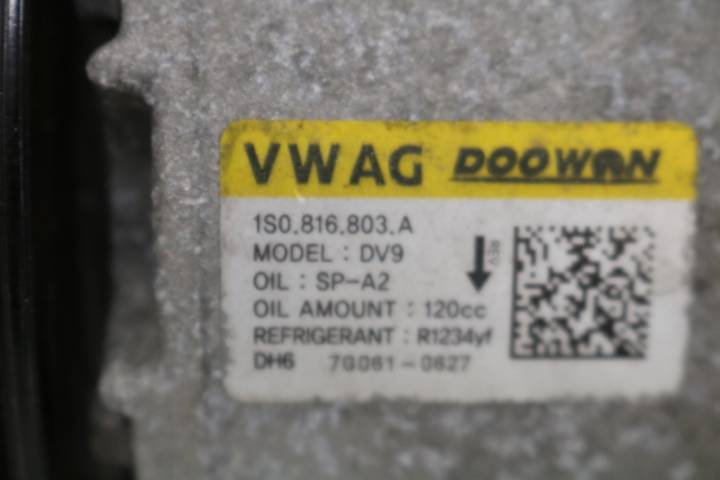 VWAG DOOWON
1S0.816.803.A
MODEL : DV9
OIL : SP-A2
OIL AMOUNT : 120cc
REFRIGERANT : R1234yf
DH6 7G061-0627